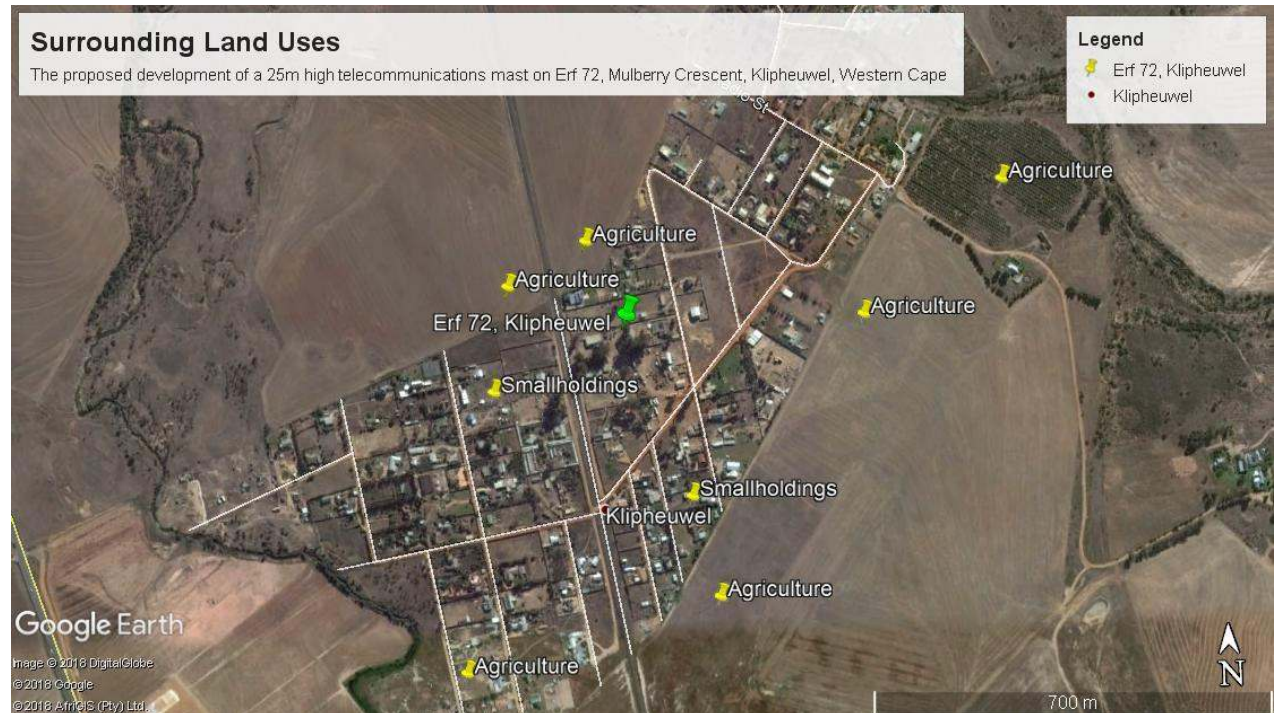 Surrounding Land Uses
The proposed development of a 25m high telecommunications mast on Erf 72, Mulberry Crescent, Klipheuwel, Western Cape
Legend
Erf 72, Klipheuwel
Klipheuwel
Agriculture
Agriculture
Agriculture
Erf 72, Klipheuwel
Agriculture
Smallholdings
Smallholdings
Klipheuwel
Agriculture
Agriculture
Google Earth
Image © 2018 DigitalGlobe
© 2018 Google
© 2018 AfriGIS (Pty) Ltd.
N
700 m